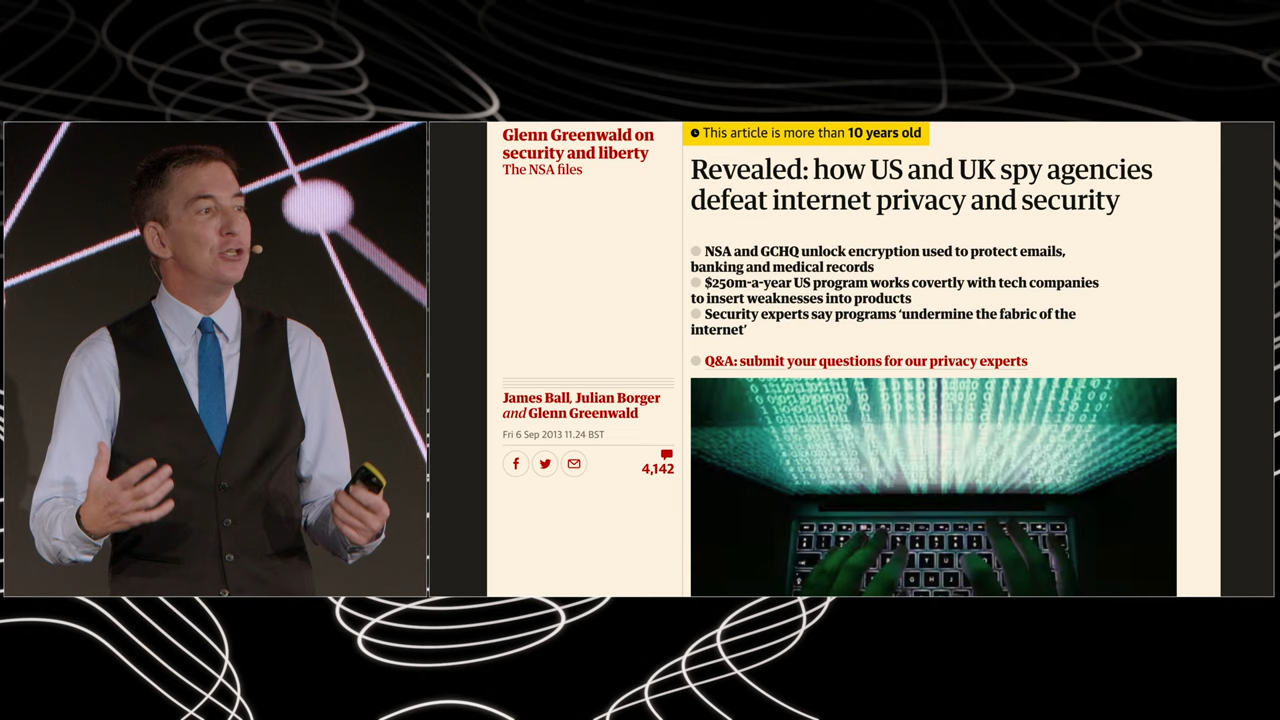 Glenn Greenwald on
security and liberty
The NSA files
This article is more than 10 years old
Revealed: how US and UK spy agencies
defeat internet privacy and security
NSA and GCHQ unlock encryption used to protect emails,
banking and medical records
$250m-a-year US program works covertly with tech companies
to insert weaknesses into products
Security experts say programs ‘undermine the fabric of the
internet’
Q&A: submit your questions for our privacy experts
James Ball, Julian Borger
and Glenn Greenwald
Fri 6 Sep 2013 11.24 BST
4,142